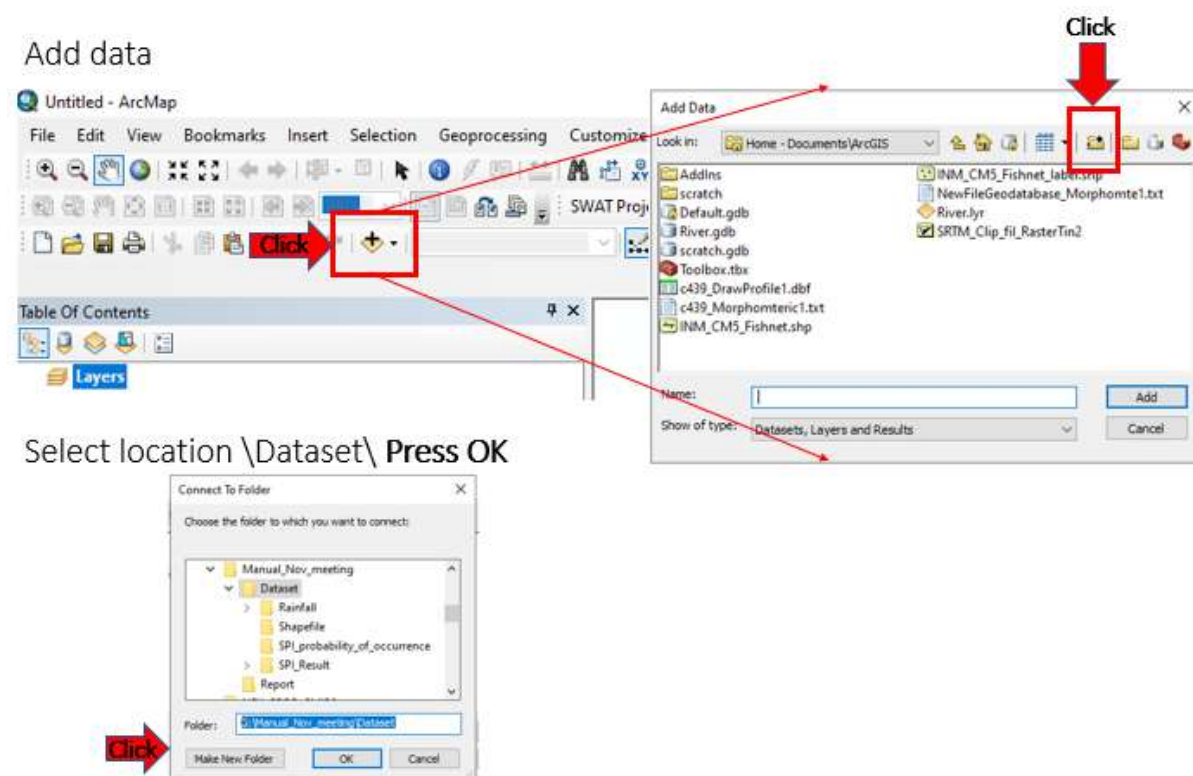 Click
Add data
Untitled - ArcMap
File Edit View Bookmarks Insert Selection Geoprocessing Customize
SWAT Proj
Click
Table Of Contents
Layers
Add Data
Look in: Home - Documents\ArcGIS
AddIns
scratch
Default.gdb
River.gdb
scratch.gdb
Toolbox.tbx
c439_DrawProfile1.dbf
c439_Morphomteric1.txt
INM_CM5_Fishnet.shp
INM_CM5_Fishnet_label.shp
NewFileGeodatabase_Morphomte1.txt
River.lyr
SRTM_Clip_fil_RasterTin2
Name: Add
Show of type: Datasets, Layers and Results Cancel
Select location \Dataset\ Press OK
Connect To Folder
Choose the folder to which you want to connect:
Manual_Nov_meeting
Dataset
Rainfall
Shapefile
SPI_probability_of_occurrence
SPI_Result
Report
Folder: \Manual_Nov_meeting\Dataset
Click
Make New Folder OK Cancel